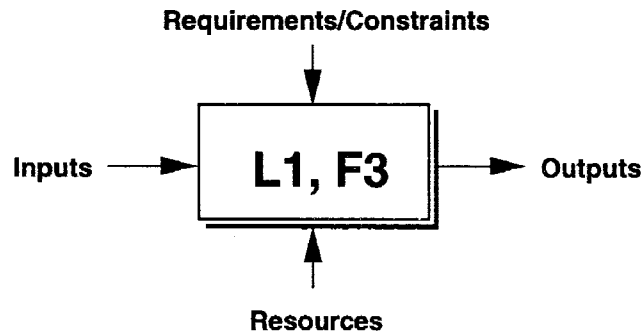 Requirements/Constraints
Inputs
L1, F3
Outputs
Resources